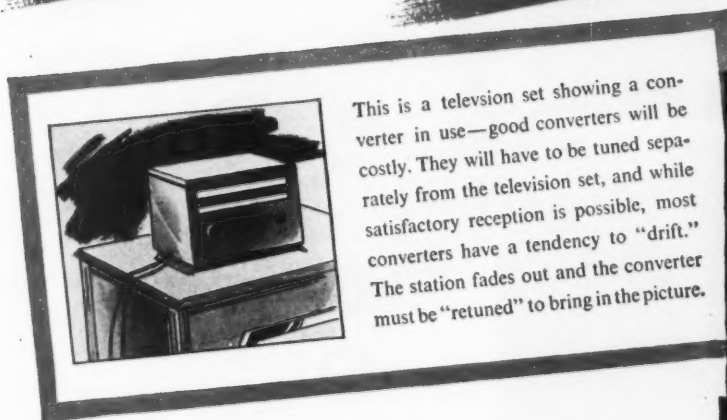 This is a televsion set showing a con-
verter in use—good converters will be
costly. They will have to be tuned sepa-
rately from the television set, and while
satisfactory reception is possible, most
converters have a tendency to “drift.”
The station fades out and the converter
must be “retuned” to bring in the picture.